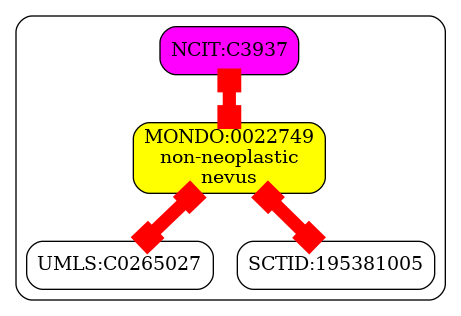 NCIT:C3937
MONDO:0022749
non-neoplastic
nevus
UMLS:C0265027
SCTID:195381005